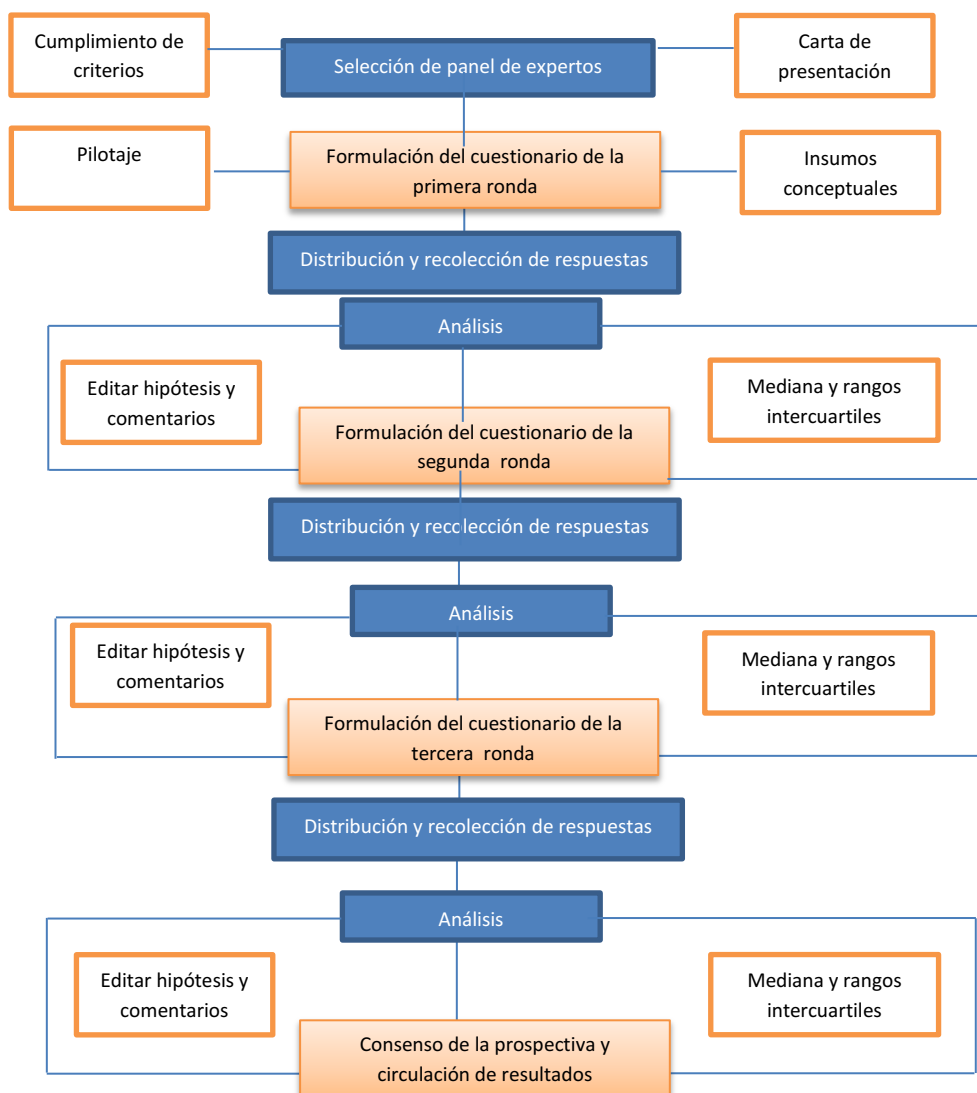 Cumplimiento de
criterios
Selección de panel de expertos
Carta de
presentación
Pilotaje
Formulación del cuestionario de la
primera ronda
Insumos
conceptuales
Distribución y recolección de respuestas
Análisis
Editar hipótesis y
comentarios
Mediana y rangos
intercuartiles
Formulación del cuestionario de la
segunda ronda
Distribución y recolección de respuestas
Análisis
Editar hipótesis y
comentarios
Mediana y rangos
intercuartiles
Formulación del cuestionario de la
tercera ronda
Distribución y recolección de respuestas
Análisis
Editar hipótesis y
comentarios
Mediana y rangos
intercuartiles
Consenso de la prospectiva y
circulación de resultados